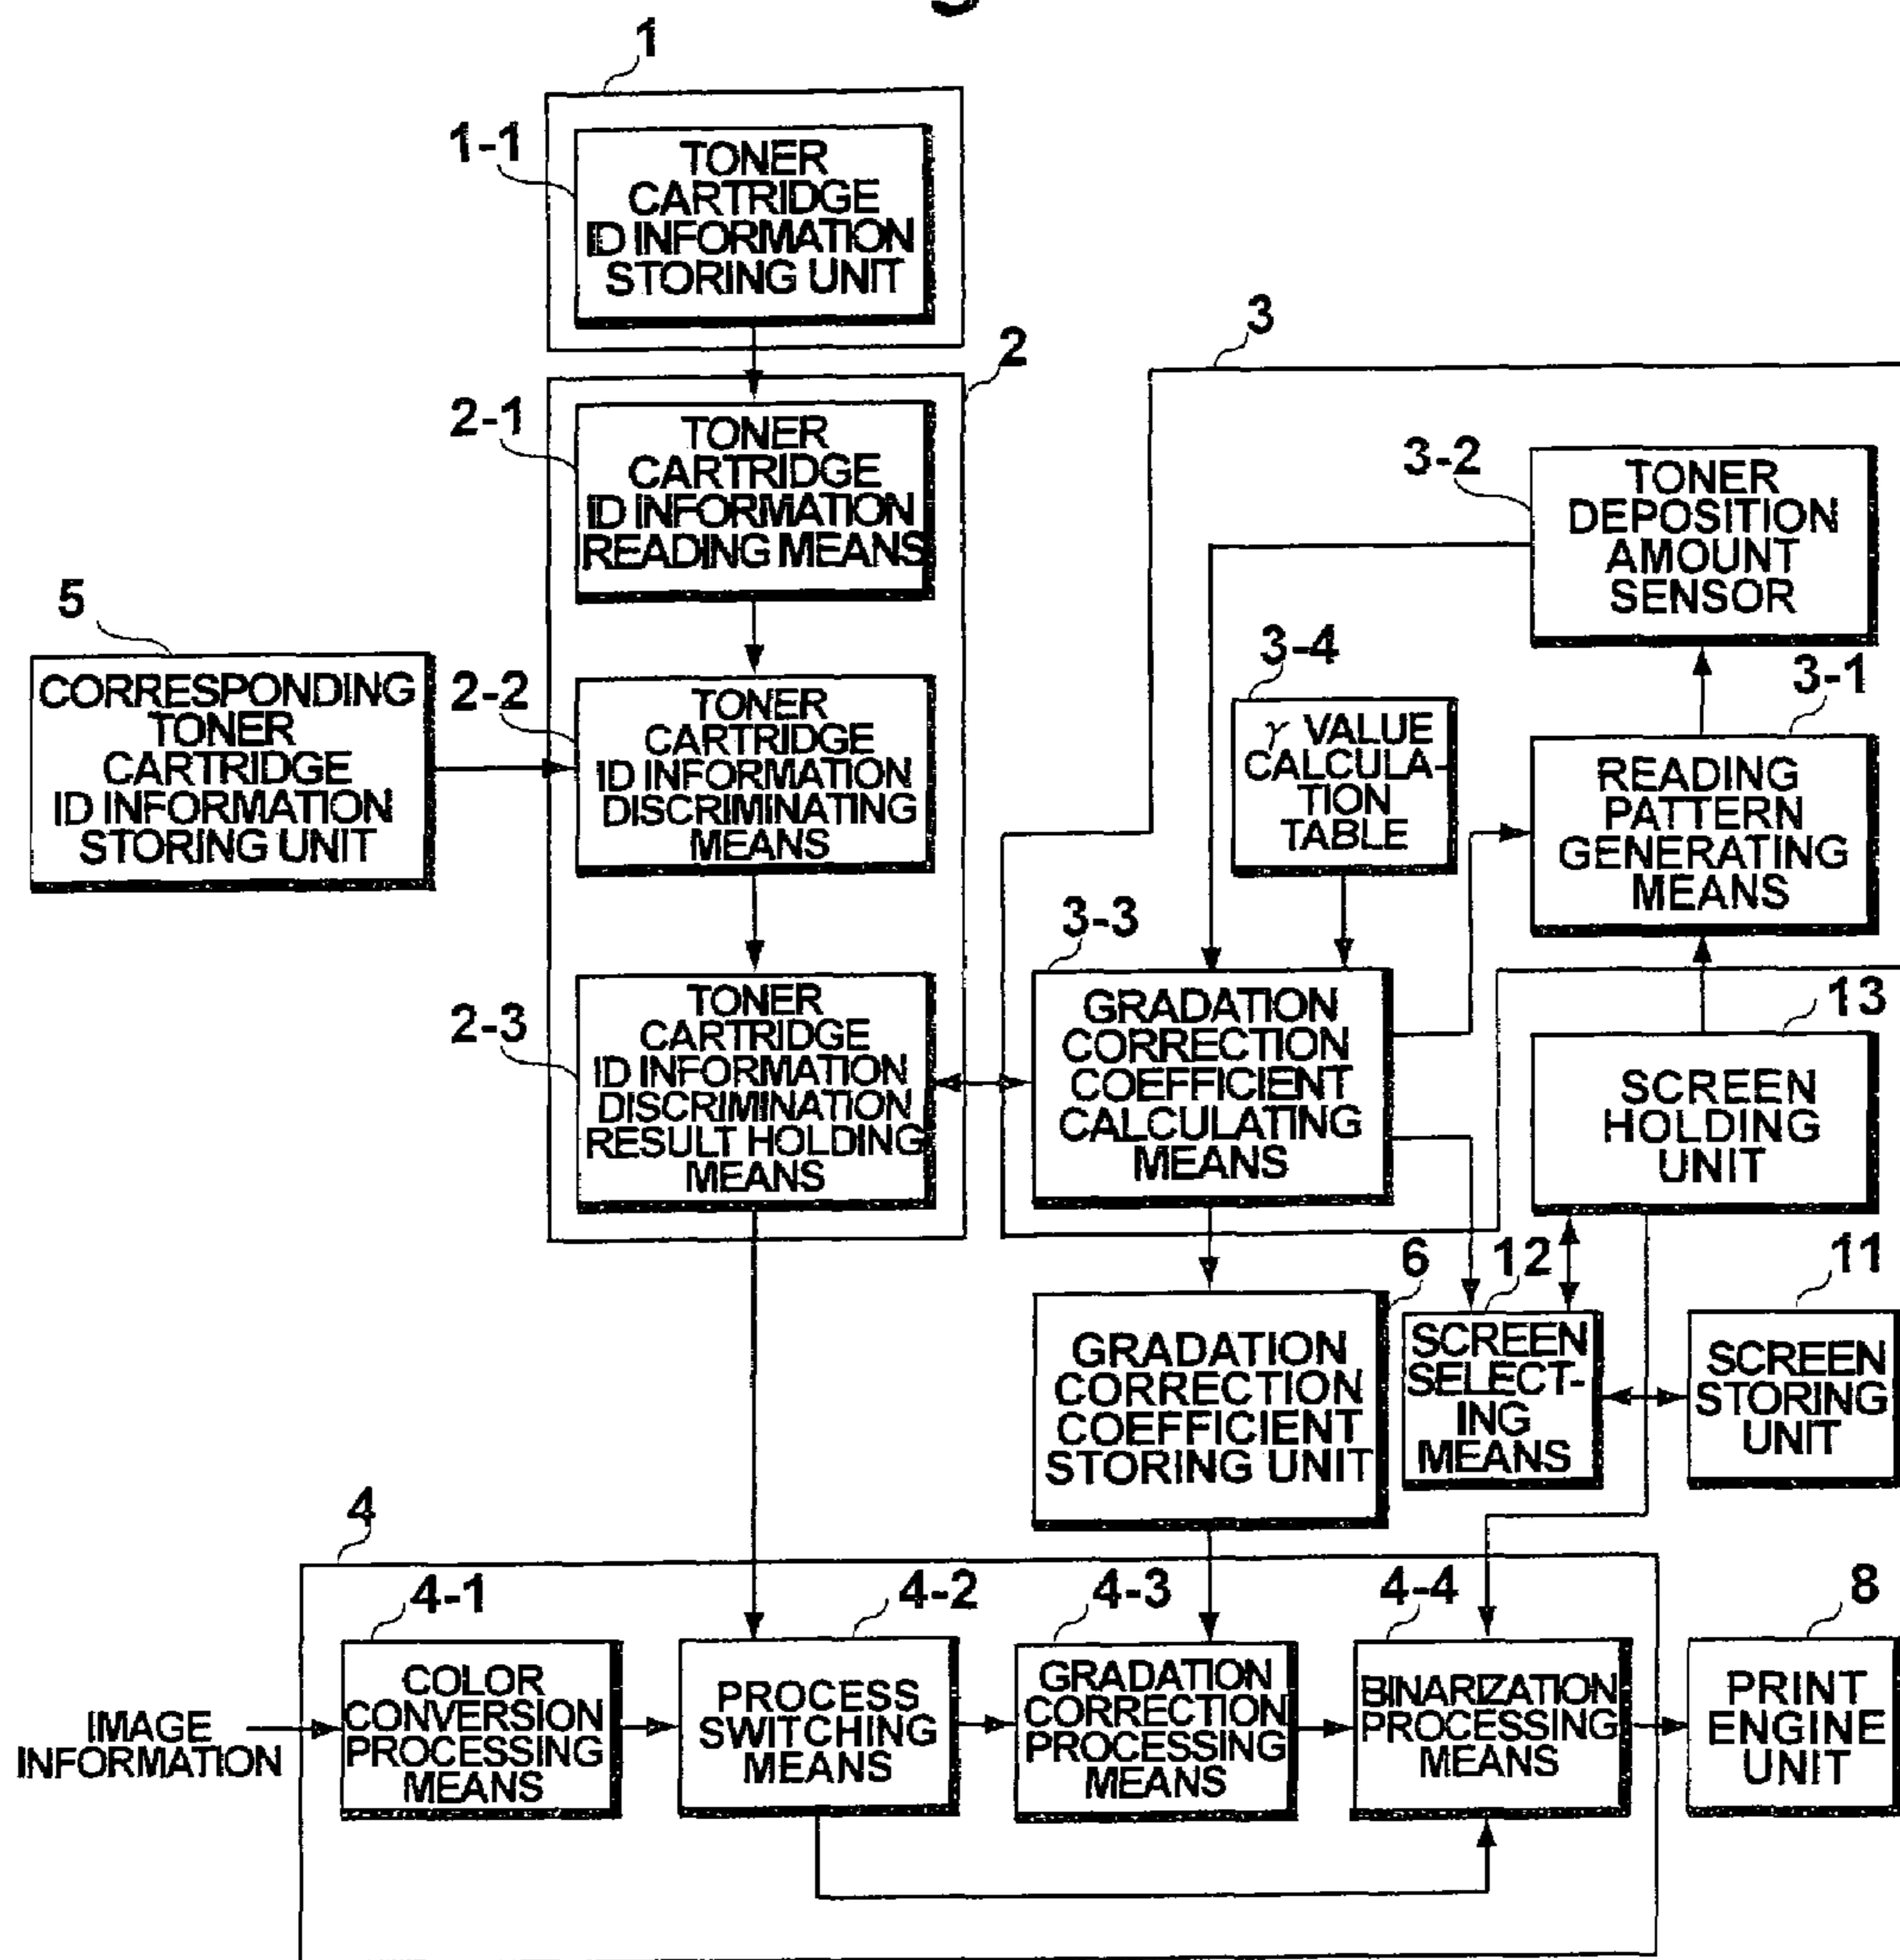 1
1-1
TONER
CARTRIDGE
ID INFORMATION
STORING UNIT
2
2-1
TONER
CARTRIDGE
ID INFORMATION
READING MEANS
3
3-2
TONER
DEPOSITION
AMOUNT
SENSOR
5
CORRESPONDING
TONER
CARTRIDGE
ID INFORMATION
STORING UNIT
2-2
TONER
CARTRIDGE
ID INFORMATION
DISCRIMINATING
MEANS
3-4
γ VALUE
CALCULA-
TION
TABLE
3-1
READING
PATTERN
GENERATING
MEANS
2-3
TONER
CARTRIDGE
ID INFORMATION
DISCRIMINATION
RESULT HOLDING
MEANS
3-3
GRADATION
CORRECTION
COEFFICIENT
CALCULATING
MEANS
13
SCREEN
HOLDING
UNIT
6
GRADATION
CORRECTION
COEFFICIENT
STORING UNIT
12
SCREEN
SELECT-
ING
MEANS
11
SCREEN
STORING
UNIT
4
4-1
COLOR
CONVERSION
PROCESSING
MEANS
4-2
PROCESS
SWITCHING
MEANS
4-3
GRADATION
CORRECTION
PROCESSING
MEANS
4-4
BINARIZATION
PROCESSING
MEANS
8
PRINT
ENGINE
UNIT
IMAGE
INFORMATION